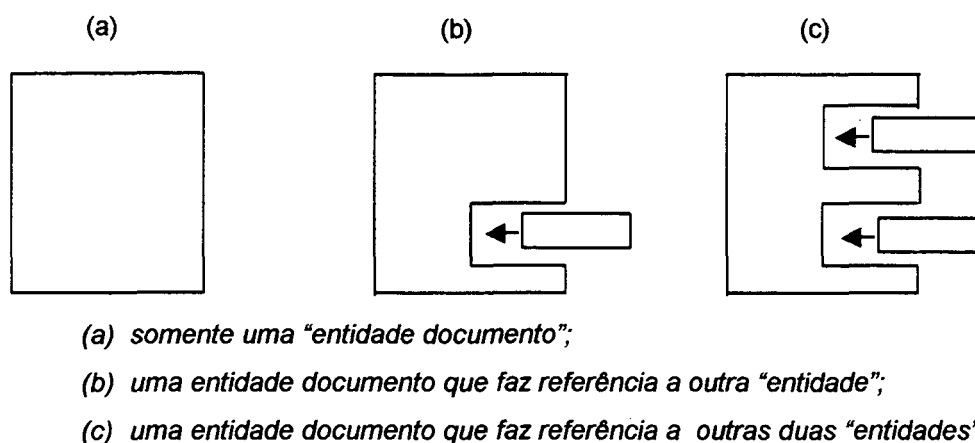 (a) (b) (c)
(a) somente uma “entidade documento”;
(b) uma entidade documento que faz referência a outra “entidade”;
(c) uma entidade documento que faz referência a outras duas “entidades